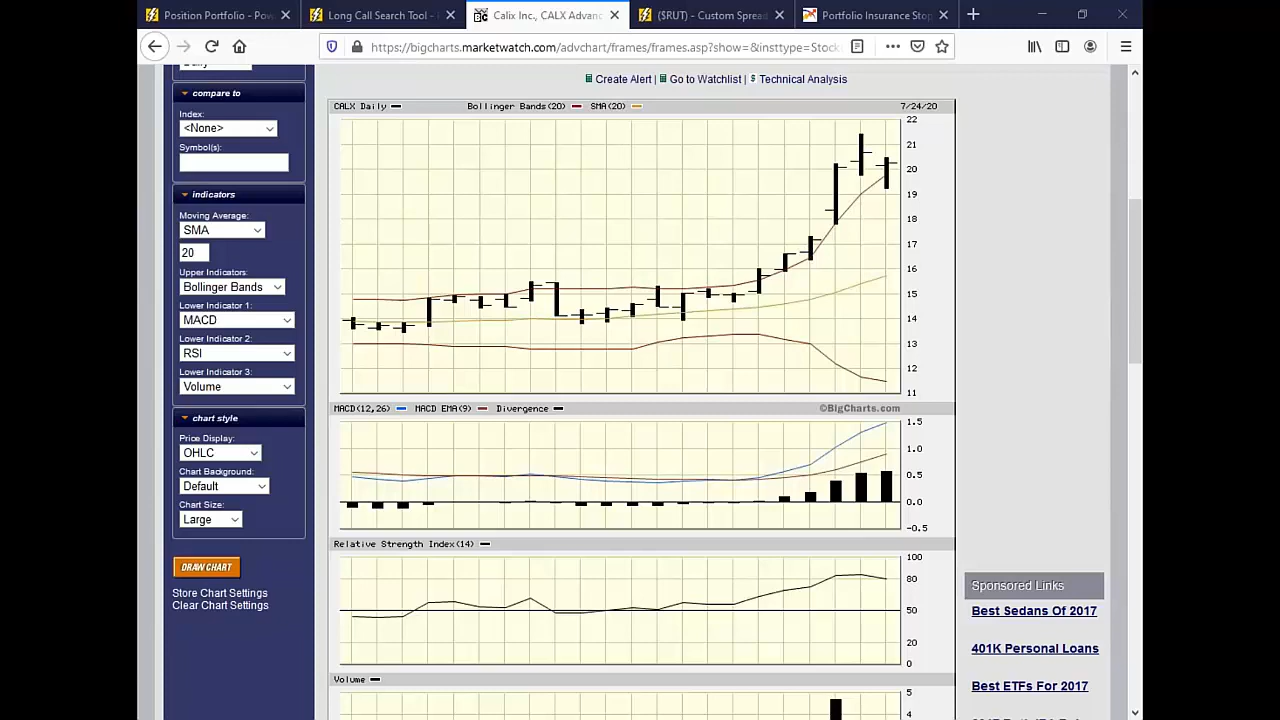 Position Portfolio - Pow
Long Call Search Tool -
Calix Inc., CALX Advanc
($RUT) - Custom Spread
Portfolio Insurance Stop
https://bigcharts.marketwatch.com/advchart/frames/frames.asp?show=&insttype=Stock
Create Alert | Go to Watchlist | Technical Analysis
Daily
compare to
Index:
<None>
Symbol(s):
indicators
Moving Average:
SMA
20
Upper Indicators:
Bollinger Bands
Lower Indicator 1:
MACD
Lower Indicator 2:
RSI
Lower Indicator 3:
Volume
chart style
Price Display:
OHLC
Chart Background:
Default
Chart Size:
Large
DRAW CHART
Store Chart Settings
Clear Chart Settings
CALX Daily Bollinger Bands(20) SMA(20) 7/24/20
22
21
20
19
18
17
16
15
14
13
12
11
MACD(12,26) MACD EMA(9) Divergence ©BigCharts.com
1.5
1.0
0.5
0.0
-0.5
Relative Strength Index(14)
100
80
50
20
0
Volume
5
4
Sponsored Links
Best Sedans Of 2017
401K Personal Loans
Best ETFs For 2017